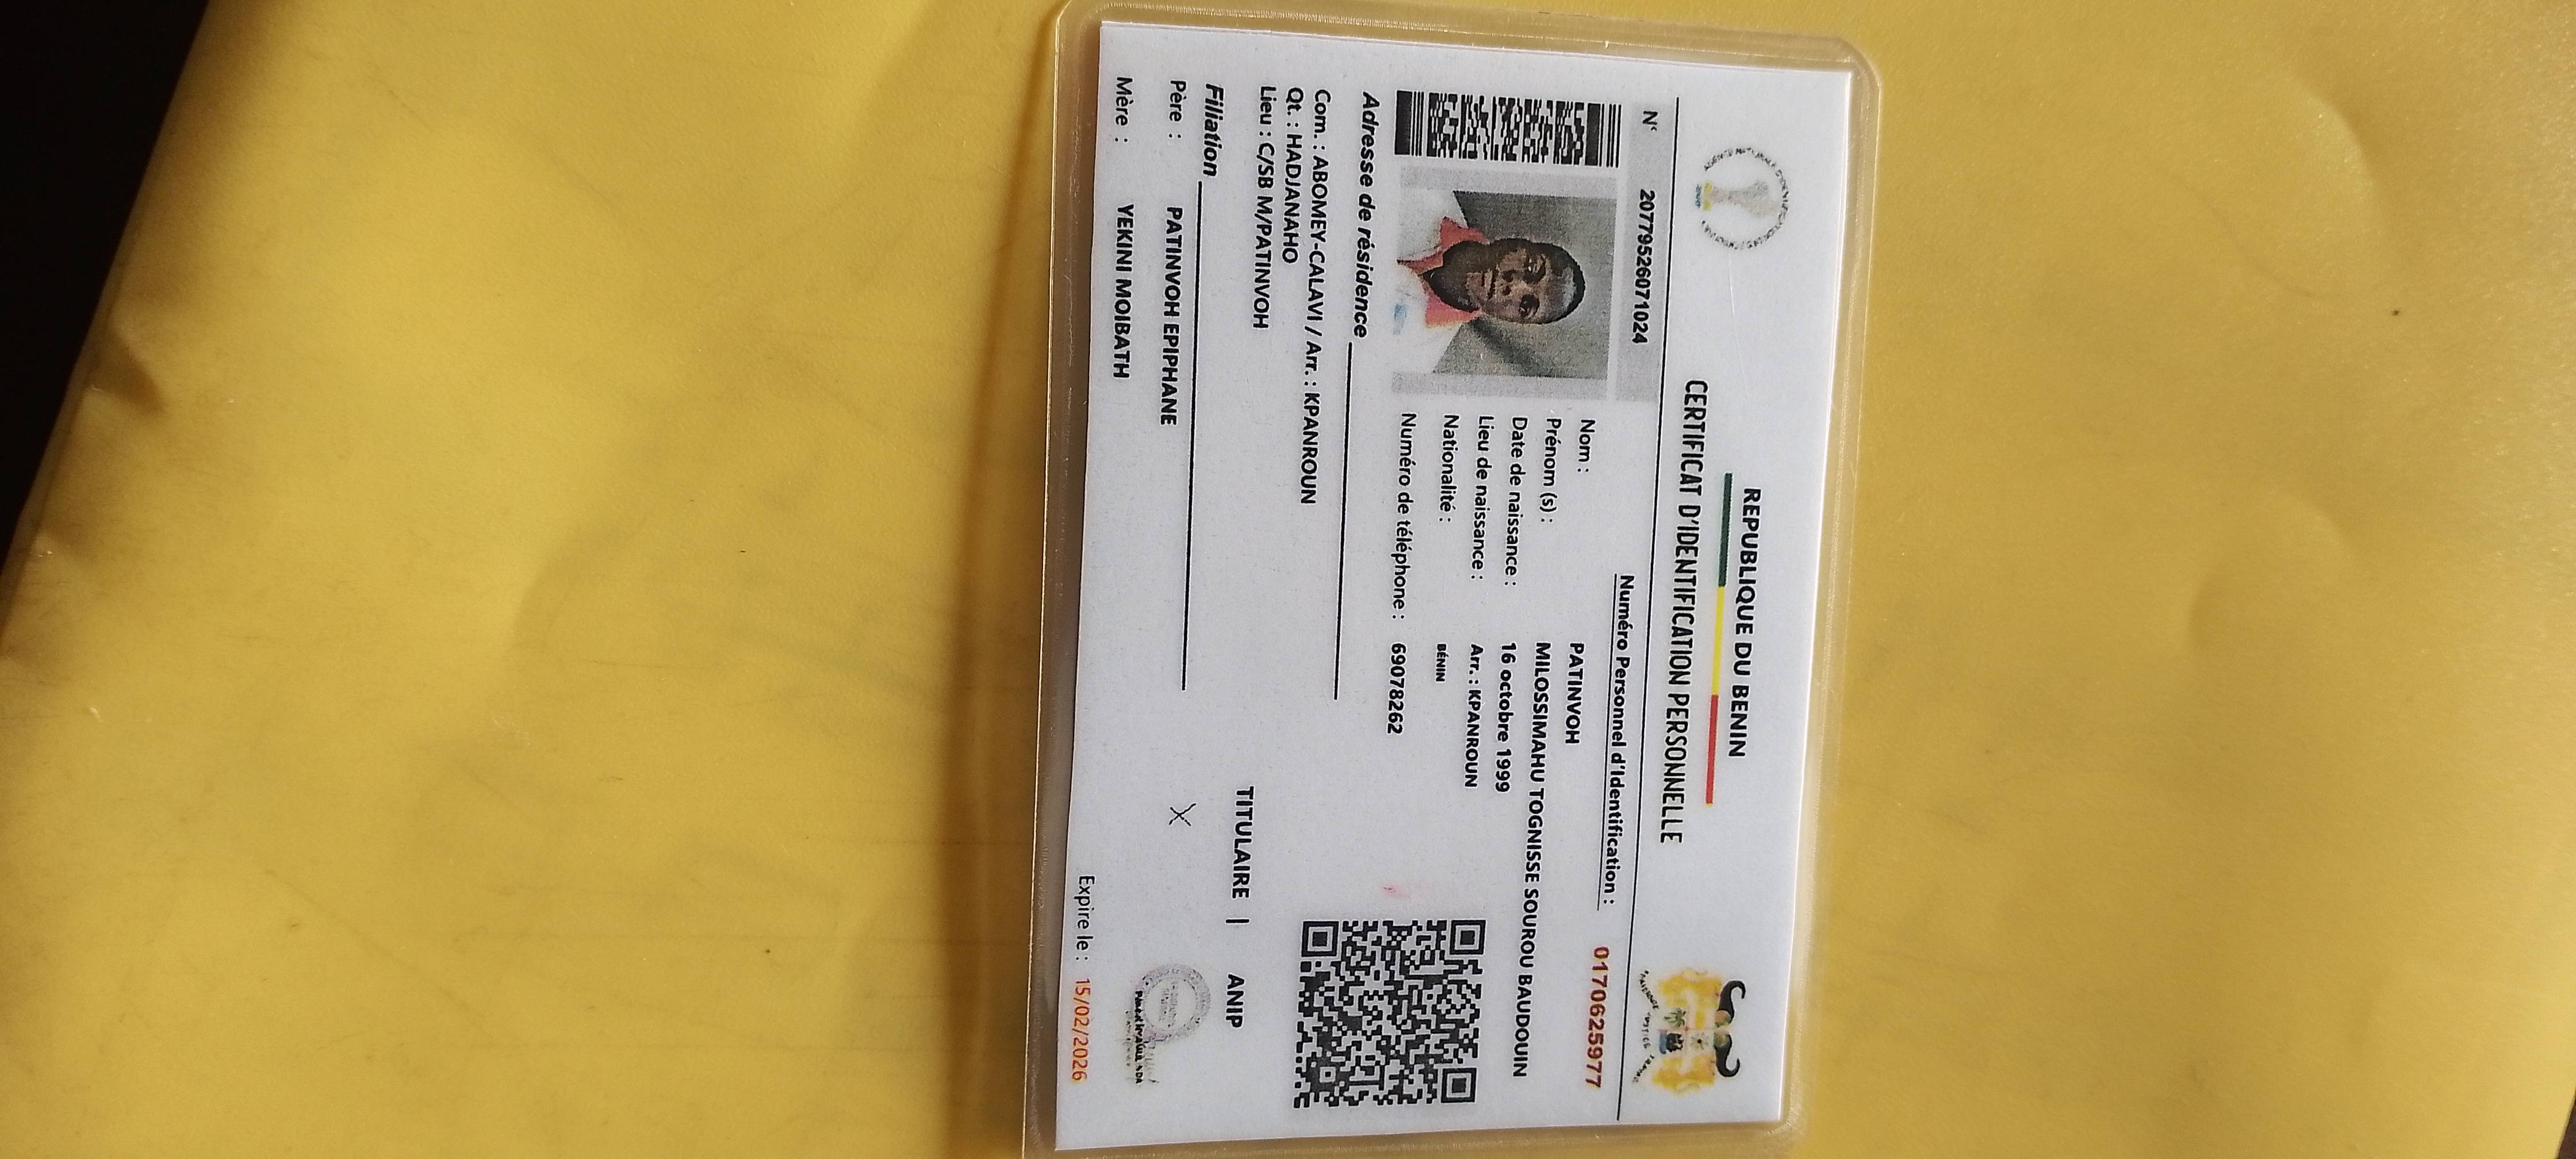 REPUBLIQUE DU BENIN
CERTIFICAT D'IDENTIFICATION PERSONNELLE
N° 2077952607102​4
Numéro Personnel d'Identification : 0170625977
Nom : PATINVOH
Prénom (s) : MILOSSIMAHU TOGNISSE SOUROU BAUDOUIN
Date de naissance : 16 octobre 1999
Lieu de naissance : Arr. : KPANROUN
Nationalité : BÉNIN
Numéro de téléphone : 69078262
Adresse de résidence
Com. : ABOMEY-CALAVI / Arr. : KPANROUN
Qt. : HADJANAHO
Lieu : C/SB M/PATINVOH
Filiation
Père : PATINVOH EPIPHANE
Mère : YEKINI MOIBATH
TITULAIRE | ANIP
Expire le : 15/02/2026